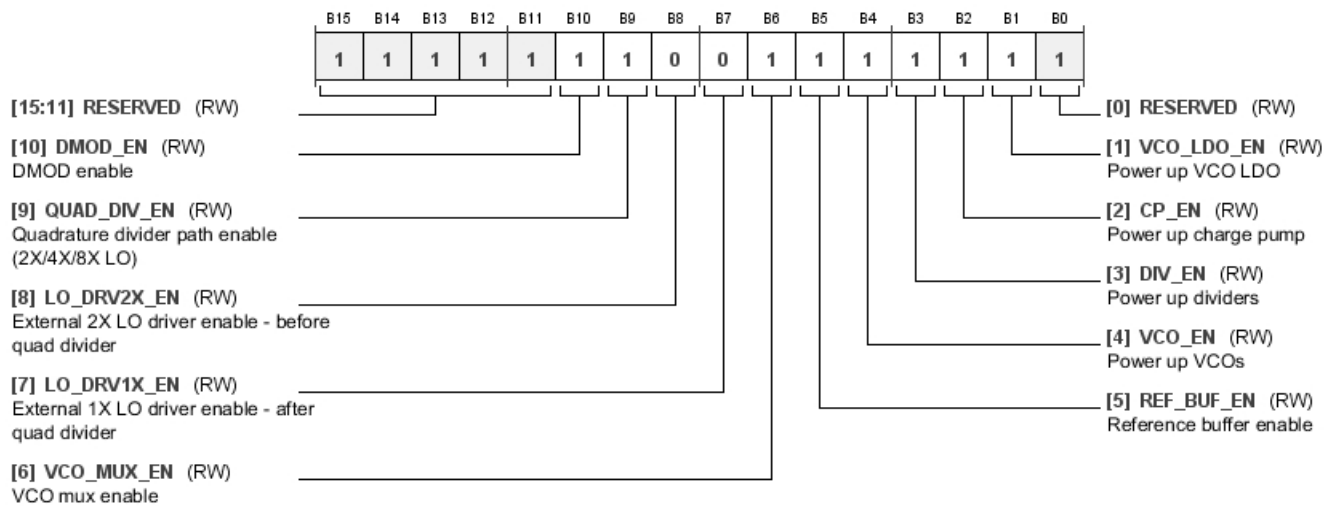 B15 B14 B13 B12 B11 B10 B9 B8 B7 B6 B5 B4 B3 B2 B1 B0
1 1 1 1 1 1 1 0 0 1 1 1 1 1 1 1
[15:11] RESERVED (RW)
[10] DMOD_EN (RW)
DMOD enable
[9] QUAD_DIV_EN (RW)
Quadrature divider path enable
(2X/4X/8X LO)
[8] LO_DRV2X_EN (RW)
External 2X LO driver enable - before
quad divider
[7] LO_DRV1X_EN (RW)
External 1X LO driver enable - after
quad divider
[6] VCO_MUX_EN (RW)
VCO mux enable
[0] RESERVED (RW)
[1] VCO_LDO_EN (RW)
Power up VCO LDO
[2] CP_EN (RW)
Power up charge pump
[3] DIV_EN (RW)
Power up dividers
[4] VCO_EN (RW)
Power up VCOs
[5] REF_BUF_EN (RW)
Reference buffer enable